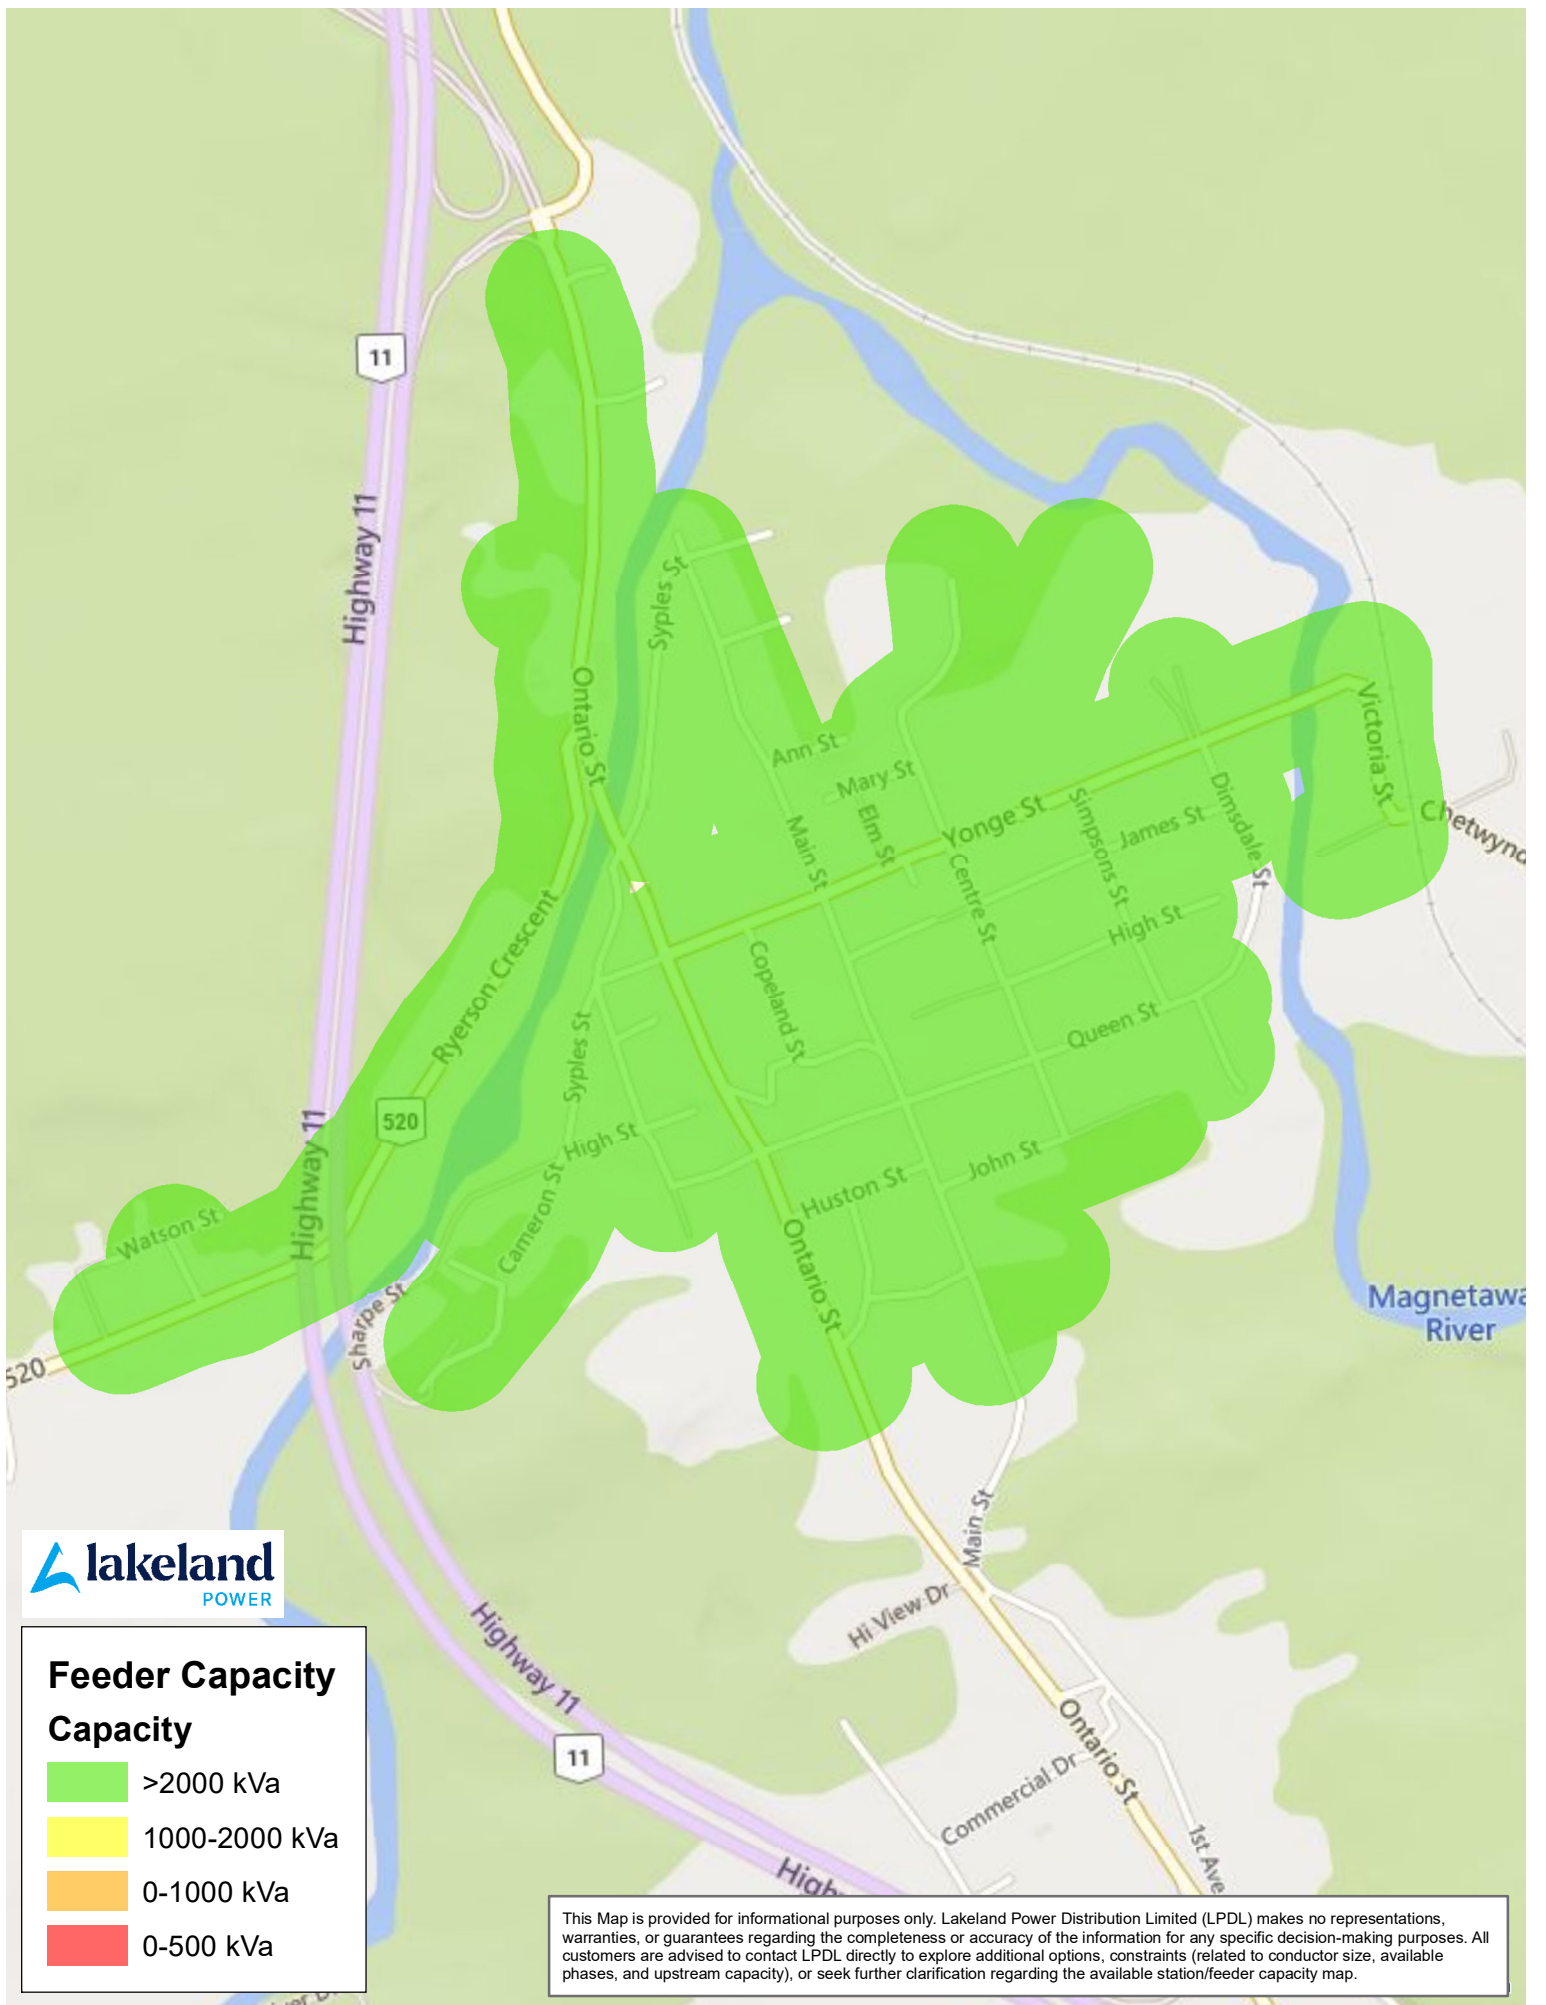 11
Highway 11
Syples St
Ontario St
Victoria St
Ann St
Mary St
Elm St
Main St
Yonge St
Simpsons St
James St
Dimsdale St
Chetwynd
Centre St
High St
Ryerson Crescent
Copeland St
Queen St
Syples St
520
High St
Highway 11
John St
Huston St
Cameron St
Watson St
Ontario St
Sharpe St
Magnetawa
River
520
Main St
Hi View Dr
Highway 11
Ontario St
11
Commercial Dr
1st Ave
High
lakeland
POWER
Feeder Capacity
Capacity
>2000 kVa
1000-2000 kVa
0-1000 kVa
0-500 kVa
This Map is provided for informational purposes only. Lakeland Power Distribution Limited (LPDL) makes no representations,
warranties, or guarantees regarding the completeness or accuracy of the information for any specific decision-making purposes. All
customers are advised to contact LPDL directly to explore additional options, constraints (related to conductor size, available
phases, and upstream capacity), or seek further clarification regarding the available station/feeder capacity map.